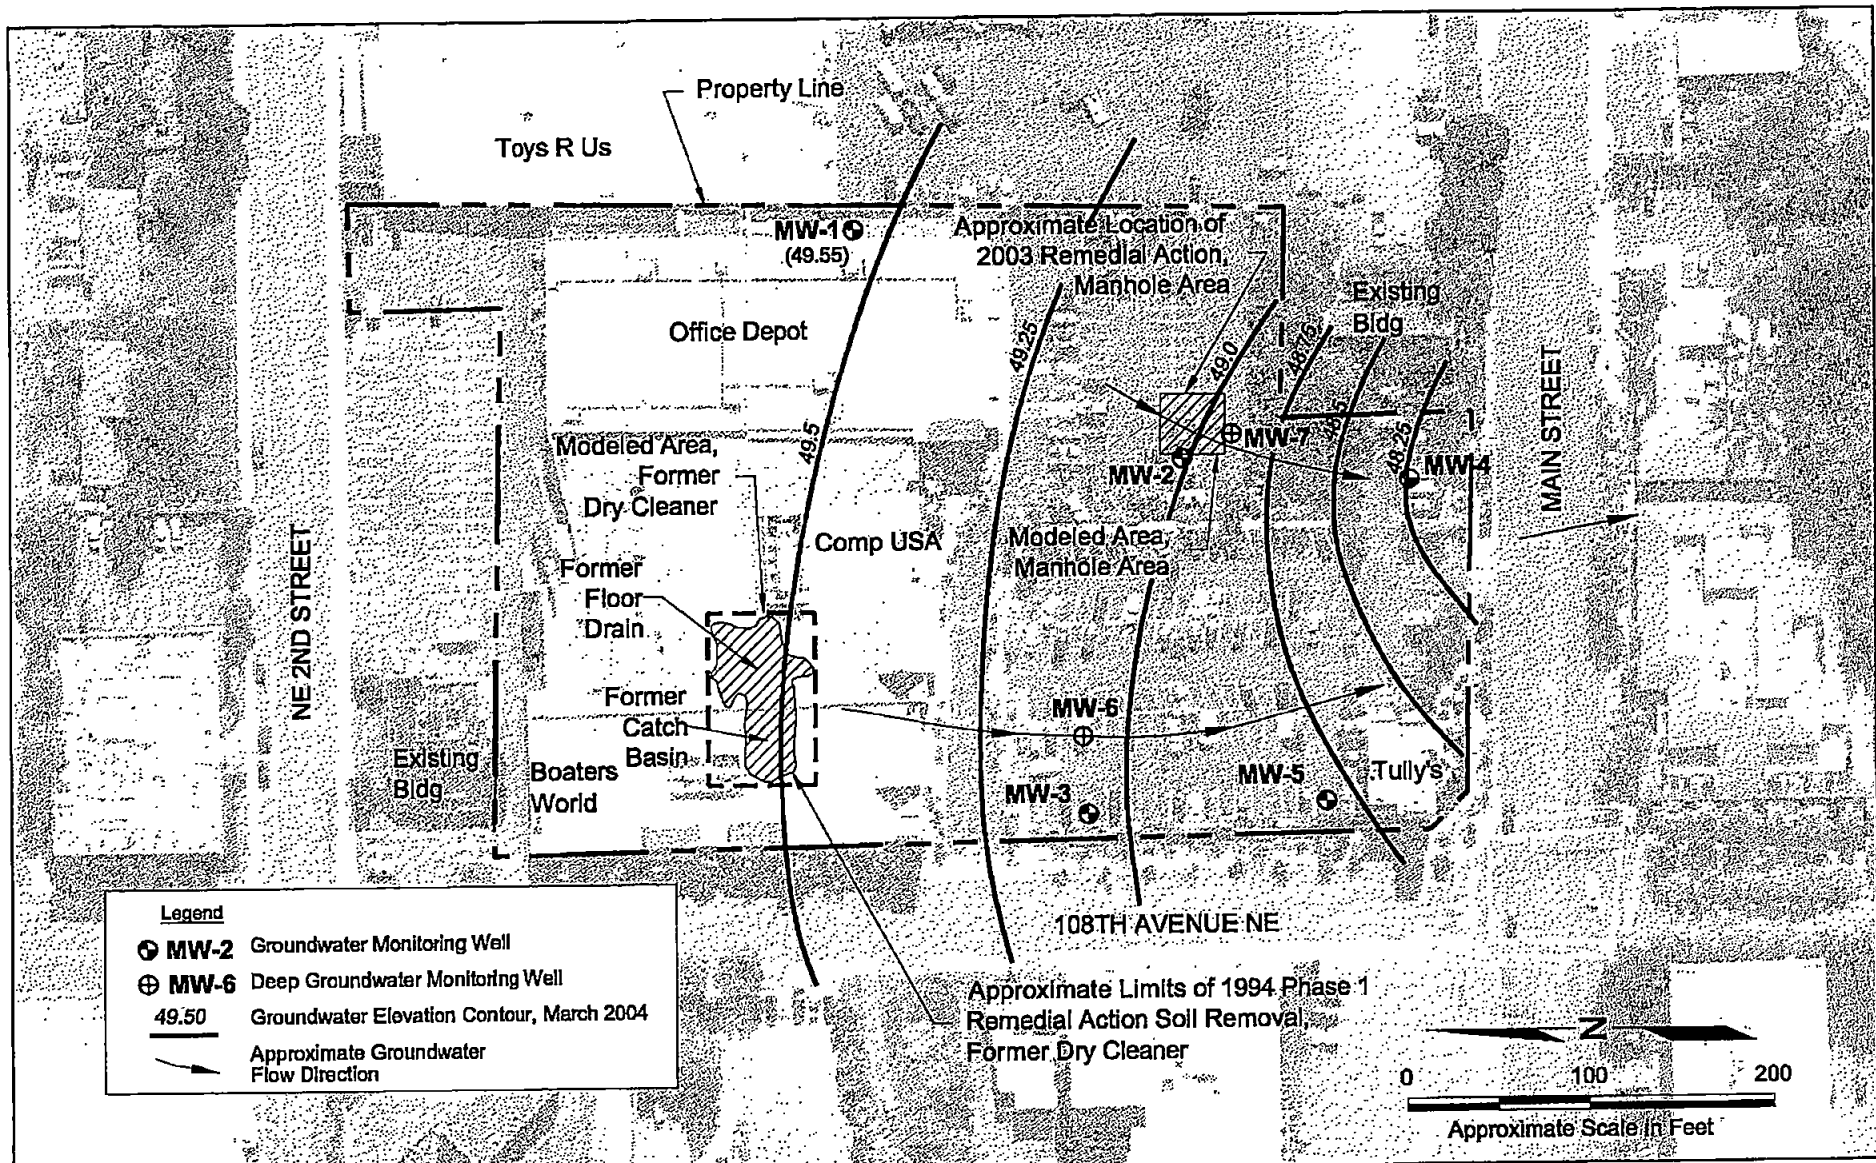 Property Line
Toys R Us
MW-1
(49.55)
Approximate Location of
2003 Remedial Action,
Manhole Area
Existing
Bldg
Office Depot
49.5
49.25
49.0
48.75
48.5
48.25
MW-7
MW-2
MW-4
MAIN STREET
Modeled Area,
Former
Dry Cleaner
Comp USA
Modeled Area,
Manhole Area
Former
Floor
Drain
NE 2ND STREET
Former
Catch
Basin
MW-6
Existing
Bldg
Boaters
World
MW-3
MW-5
Tully's
108TH AVENUE NE
Approximate Limits of 1994 Phase 1
Remedial Action Soil Removal,
Former Dry Cleaner
Legend
MW-2 Groundwater Monitoring Well
MW-6 Deep Groundwater Monitoring Well
49.50 Groundwater Elevation Contour, March 2004
Approximate Groundwater
Flow Direction
N
0 100 200
Approximate Scale in Feet